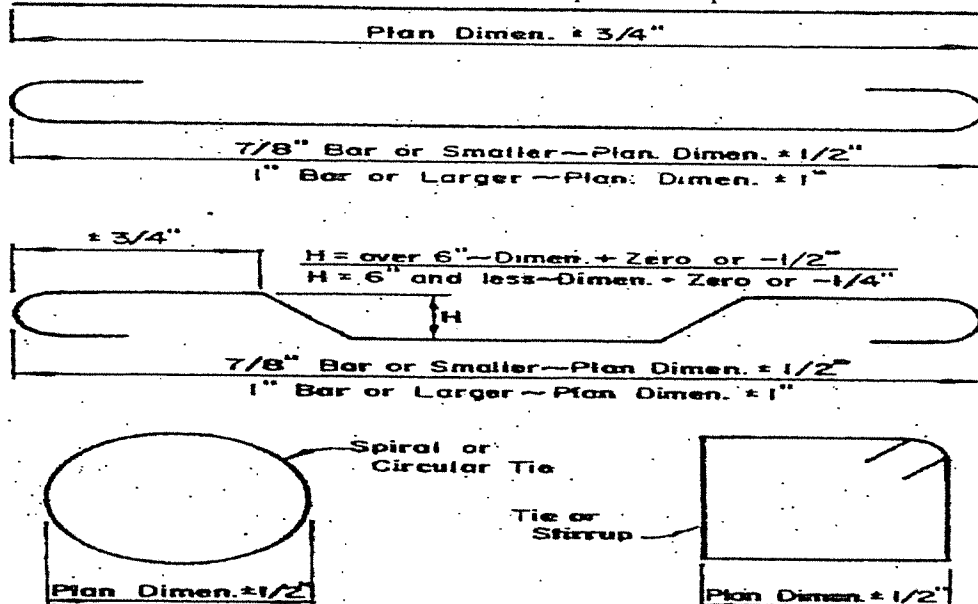 Plan Dimen. ± 3/4"
7/8" Bar or Smaller~Plan. Dimen. ± 1/2"
1" Bar or Larger~Plan. Dimen. ± 1"
± 3/4"
H = over 6"~Dimen. + Zero or -1/2"
H = 6" and less~Dimen. + Zero or -1/4"
H
7/8" Bar or Smaller~Plan Dimen. ± 1/2"
1" Bar or Larger~Plan Dimen. ± 1"
Spiral or
Circular Tie
Tie or
Stirrup
Plan Dimen. ±1/2"
Plan Dimen. ± 1/2"